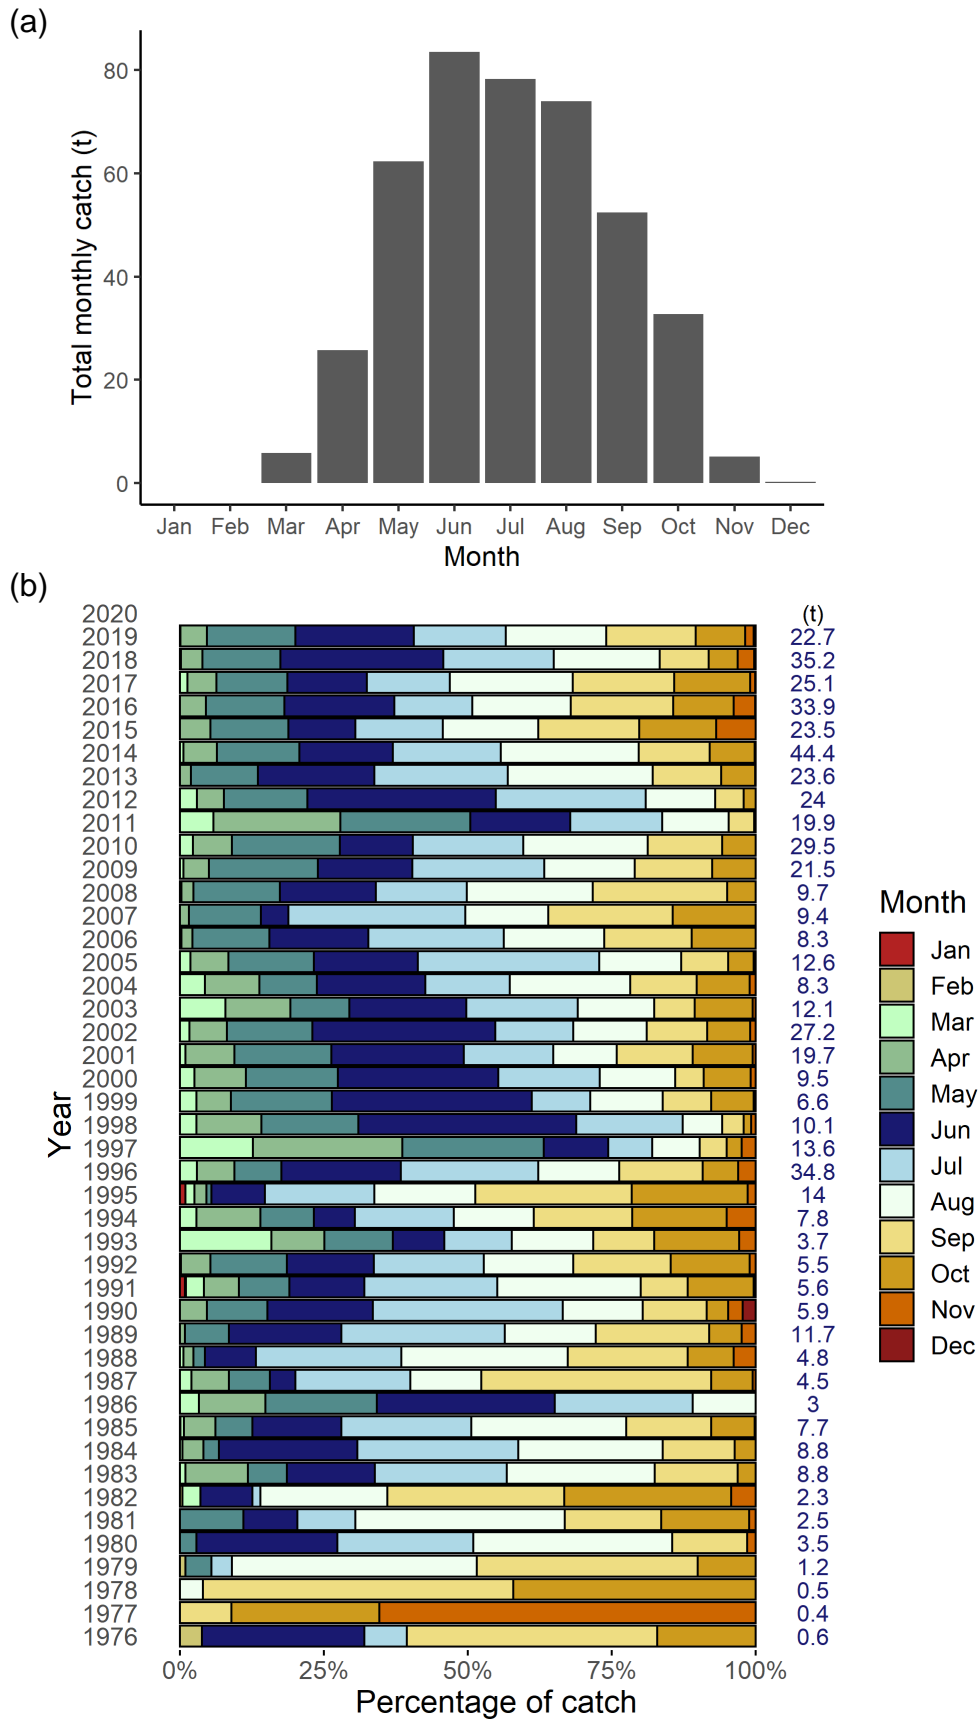 (a)
Total monthly catch (t)
80
60
40
20
0
Jan Feb Mar Apr May Jun Jul Aug Sep Oct Nov Dec
Month
(b)
Year
2020 (t)
2019 22.7
2018 35.2
2017 25.1
2016 33.9
2015 23.5
2014 44.4
2013 23.6
2012 24
2011 19.9
2010 29.5
2009 21.5
2008 9.7
2007 9.4
2006 8.3
2005 12.6
2004 8.3
2003 12.1
2002 27.2
2001 19.7
2000 9.5
1999 6.6
1998 10.1
1997 13.6
1996 34.8
1995 14
1994 7.8
1993 3.7
1992 5.5
1991 5.6
1990 5.9
1989 11.7
1988 4.8
1987 4.5
1986 3
1985 7.7
1984 8.8
1983 8.8
1982 2.3
1981 2.5
1980 3.5
1979 1.2
1978 0.5
1977 0.4
1976 0.6
0% 25% 50% 75% 100%
Percentage of catch
Month
Jan
Feb
Mar
Apr
May
Jun
Jul
Aug
Sep
Oct
Nov
Dec